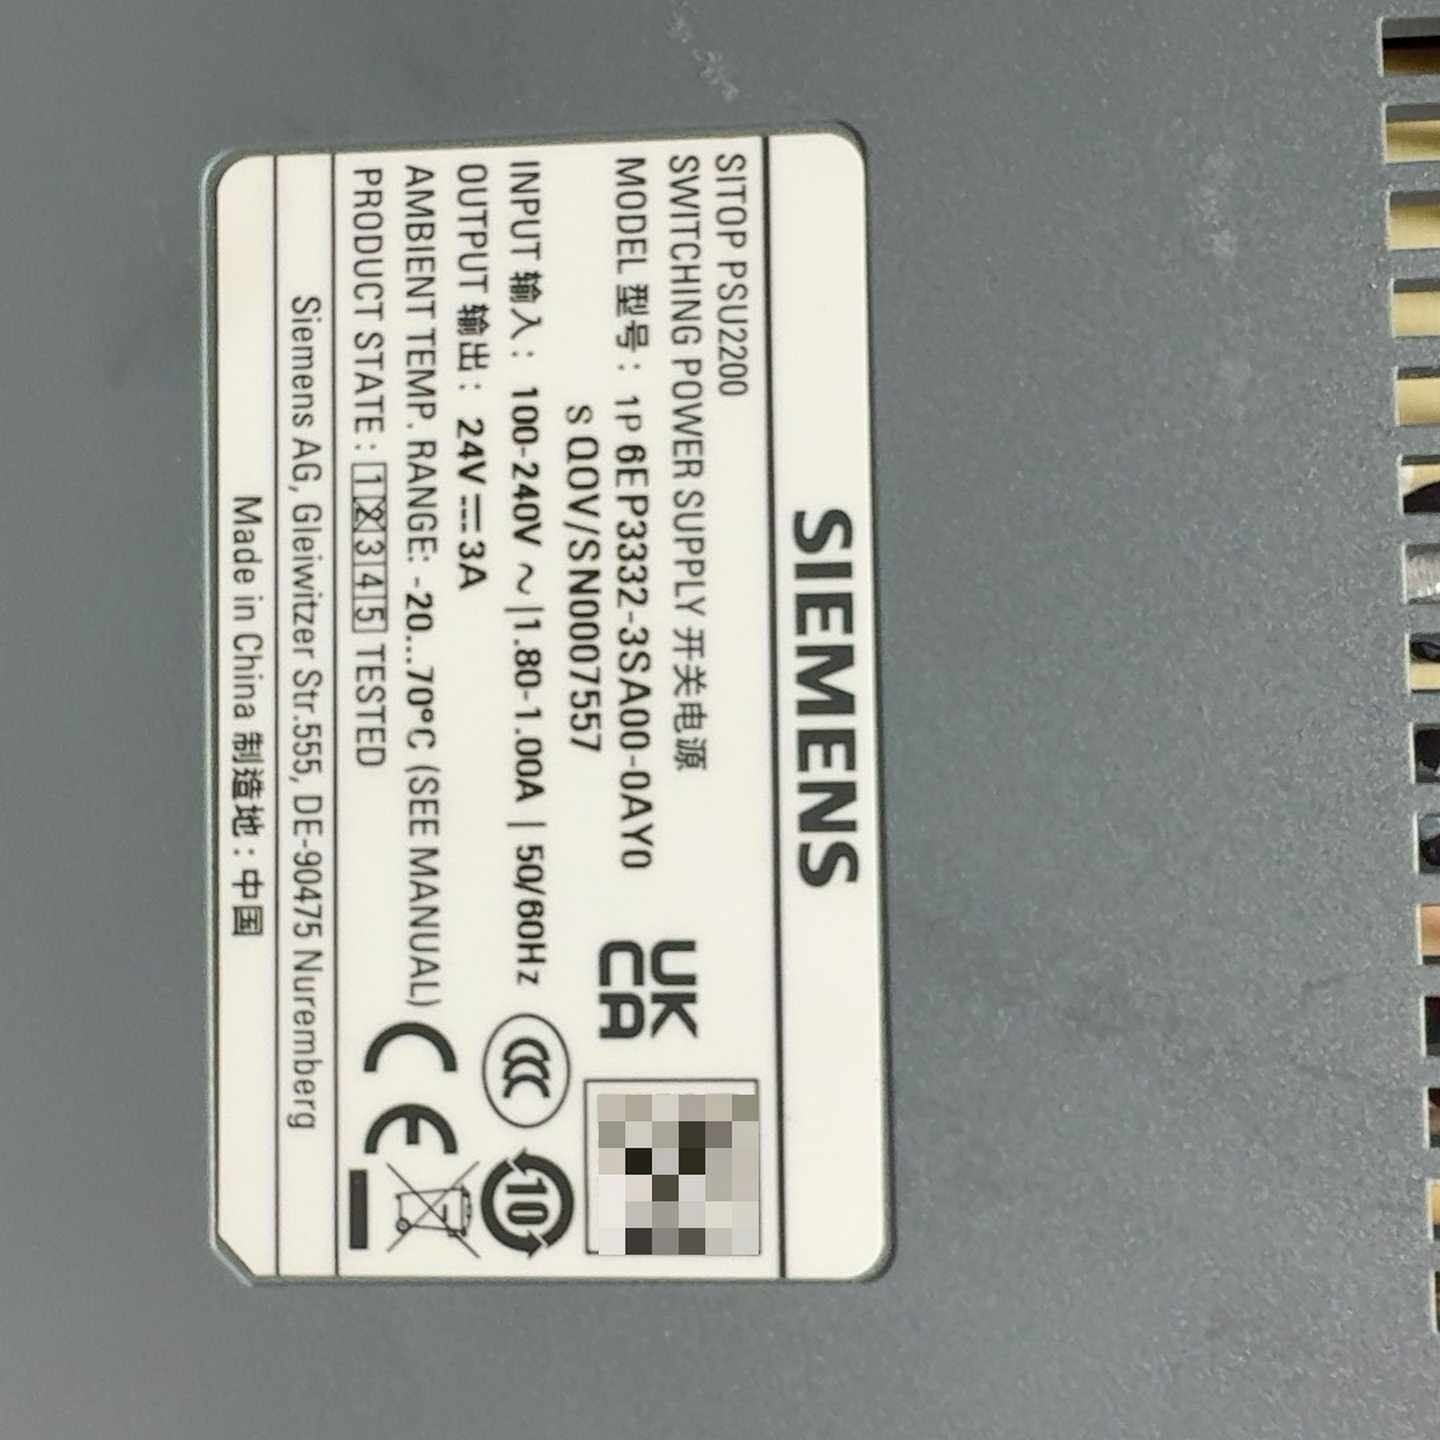 SIEMENS
SITOP PSU2200
SWITCHING POWER SUPPLY 开关电源
MODEL 型号: 1P 6EP3332-3SA00-0AY0
S Q0V/SN0007557
INPUT 输入: 100-240V ~ |1.80-1.00A | 50/60Hz
OUTPUT 输出: 24V⎓3A
AMBIENT TEMP. RANGE: -20...70°C (SEE MANUAL)
PRODUCT STATE: 1 2 3 4 5 TESTED
UK
CA
CCC
10
CE
Siemens AG, Gleiwitzer Str.555, DE-90475 Nuremberg
Made in China 制造地: 中国